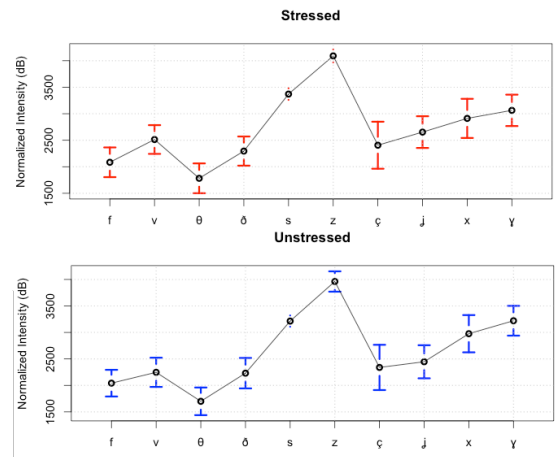 Stressed
Normalized Intensity (dB)
3500
2500
1500
f v θ ð s z ç ʝ x ɣ
Unstressed
Normalized Intensity (dB)
3500
2500
1500
f v θ ð s z ç ʝ x ɣ